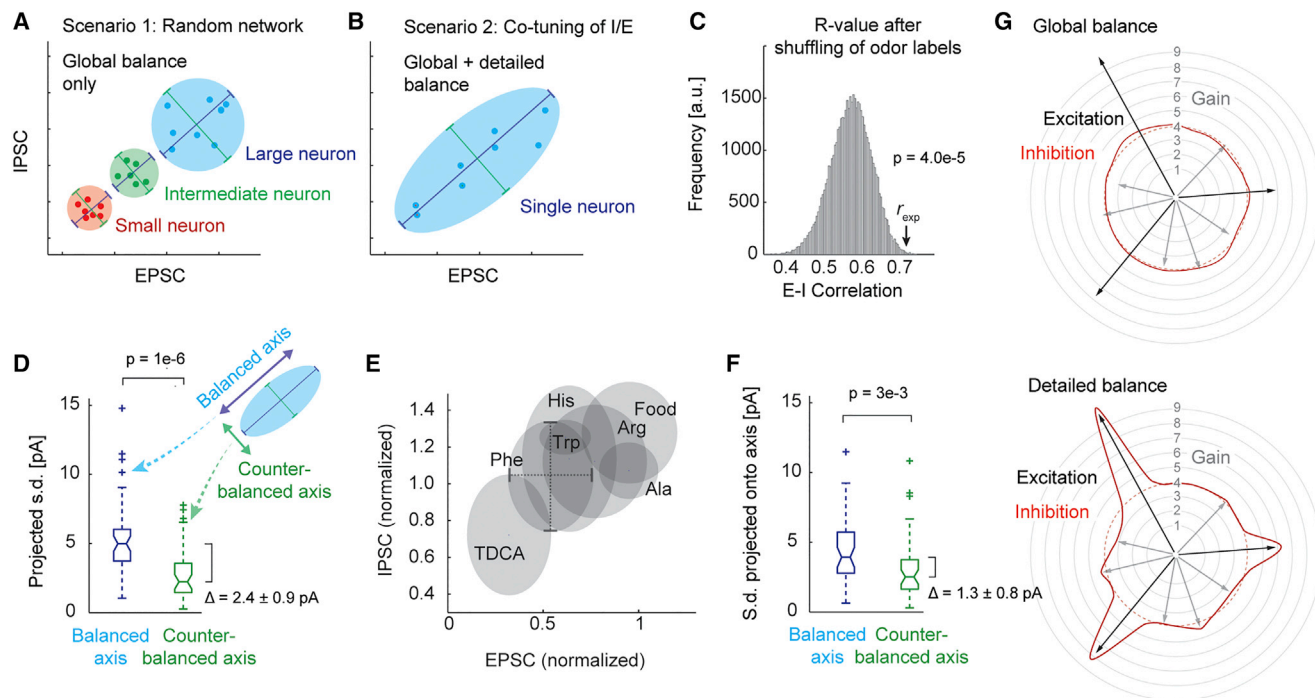 A
Scenario 1: Random network
Global balance
only
Large neuron
Intermediate neuron
Small neuron
IPSC
EPSC
B
Scenario 2: Co-tuning of I/E
Global + detailed
balance
Single neuron
EPSC
C
R-value after
shuffling of odor labels
Frequency [a.u.]
1500
1000
500
0
p = 4.0e-5
r exp
0.4 0.5 0.6 0.7
E-I Correlation
D
p = 1e-6
Balanced axis
Counter-
balanced axis
Projected s.d. [pA]
15
10
5
0
Δ = 2.4 ± 0.9 pA
Balanced
axis
Counter-
balanced axis
E
IPSC (normalized)
1.4
1.2
1.0
0.8
0.6
0.4
His
Food
Arg
Trp
Phe
Ala
TDCA
0 0.5 1
EPSC (normalized)
F
p = 3e-3
S.d. projected onto axis [pA]
15
10
5
0
Δ = 1.3 ± 0.8 pA
Balanced
axis
Counter-
balanced axis
G
Global balance
9
8
7
6
5
4
3
2
1
Gain
Excitation
Inhibition
Detailed balance
9
8
7
6
5
4
3
2
1
Gain
Excitation
Inhibition